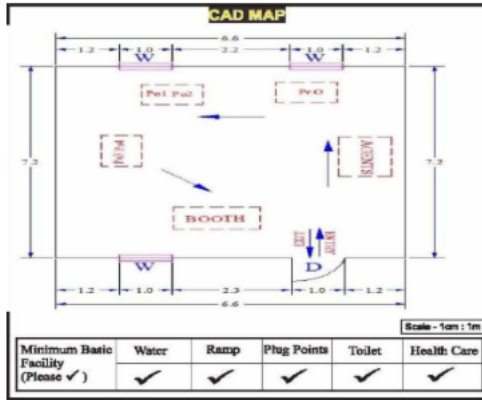 CAD MAP
6.6
1.2 1.0 2.2 1.0 1.2
W W
Po1 Po2 PrO
7.2 7.2
AGENTS
BOOTH
EXIT ENTRY
W D
1.2 1.0 2.3 1.0 1.2
6.6
Scale - 1cm : 1m
Minimum Basic Facility (Please ✓) Water Ramp Plug Points Toilet Health Care
✓ ✓ ✓ ✓ ✓